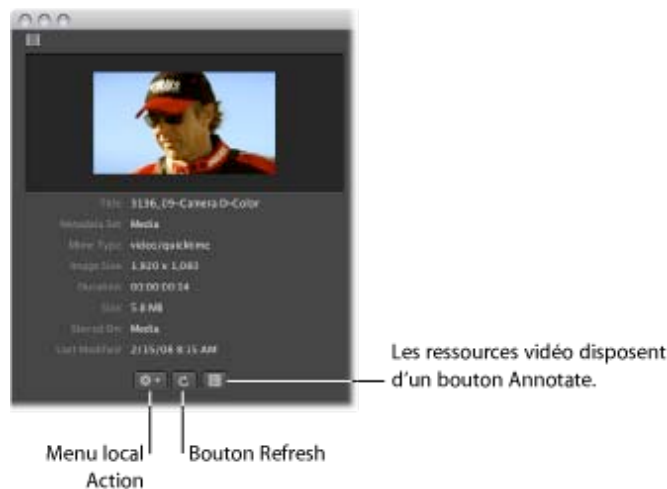 Title: 3136_09-Camera D-Color
Metadata Set: Media
Mime Type: video/quicktime
Image Size: 1,920 x 1,080
Duration: 00:00:00:24
Size: 5.8 MB
Stored On: Media
Last Modified: 2/15/08 8:15 AM
Les ressources vidéo disposent
d'un bouton Annotate.
Menu local
Action
Bouton Refresh